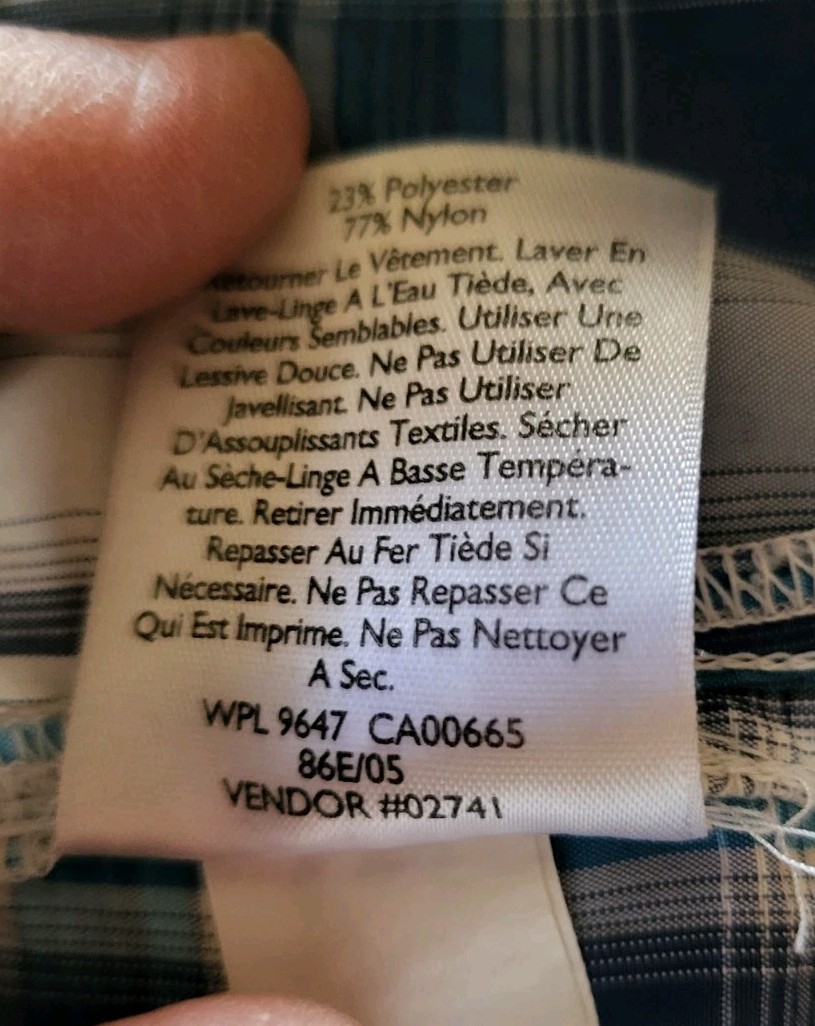 23% Polyester
77% Nylon
Retourner Le Vêtement. Laver En
Lave-Linge A L'Eau Tiède, Avec
Couleurs Semblables. Utiliser Une
Lessive Douce. Ne Pas Utiliser De
Javellisant. Ne Pas Utiliser
D'Assouplissants Textiles. Sécher
Au Sèche-Linge A Basse Tempéra-
ture. Retirer Immédiatement.
Repasser Au Fer Tiède Si
Nécessaire. Ne Pas Repasser Ce
Qui Est Imprime. Ne Pas Nettoyer
A Sec.
WPL 9647 CA00665
86E/05
VENDOR #02741